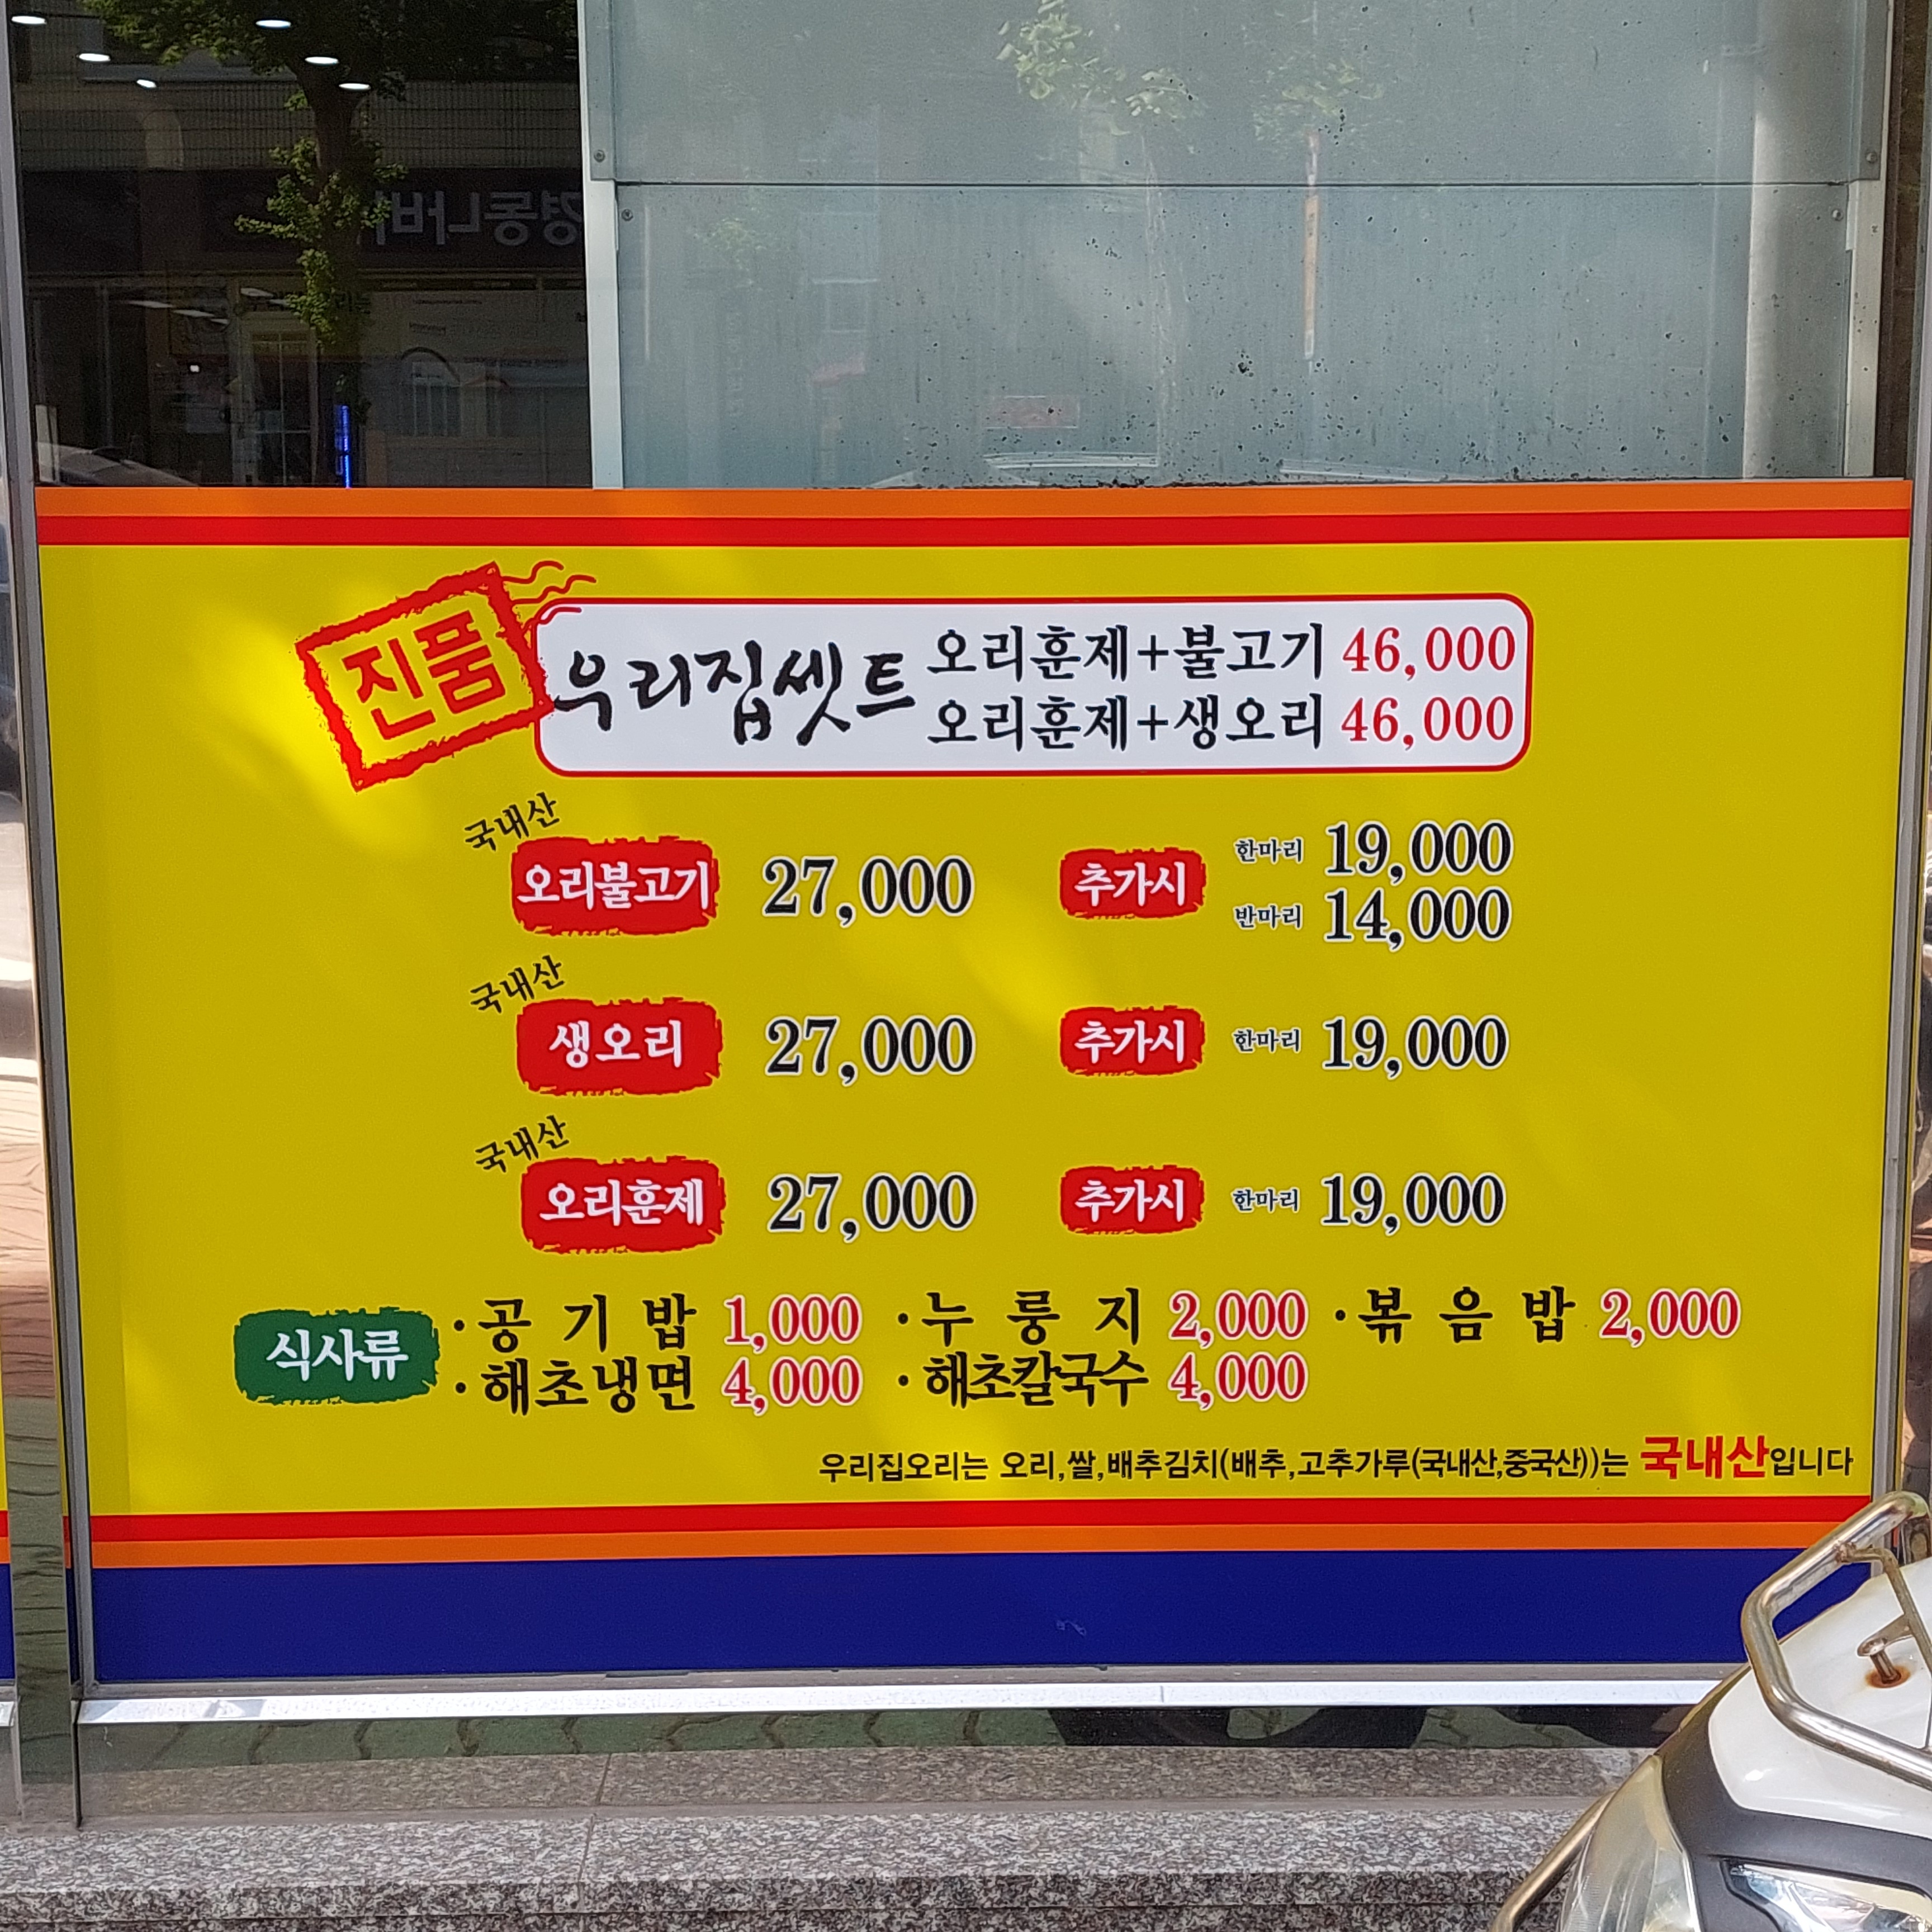 경동나비
진품
우리집셋트
오리훈제+불고기 46,000
오리훈제+생오리 46,000
국내산
오리불고기 27,000 추가시 한마리 19,000
반마리 14,000
국내산
생오리 27,000 추가시 한마리 19,000
국내산
오리훈제 27,000 추가시 한마리 19,000
식사류
·공기밥 1,000 ·누룽지 2,000 ·볶음밥 2,000
·해초냉면 4,000 ·해초칼국수 4,000
우리집오리는 오리,쌀,배추김치(배추,고추가루(국내산,중국산))는 국내산입니다